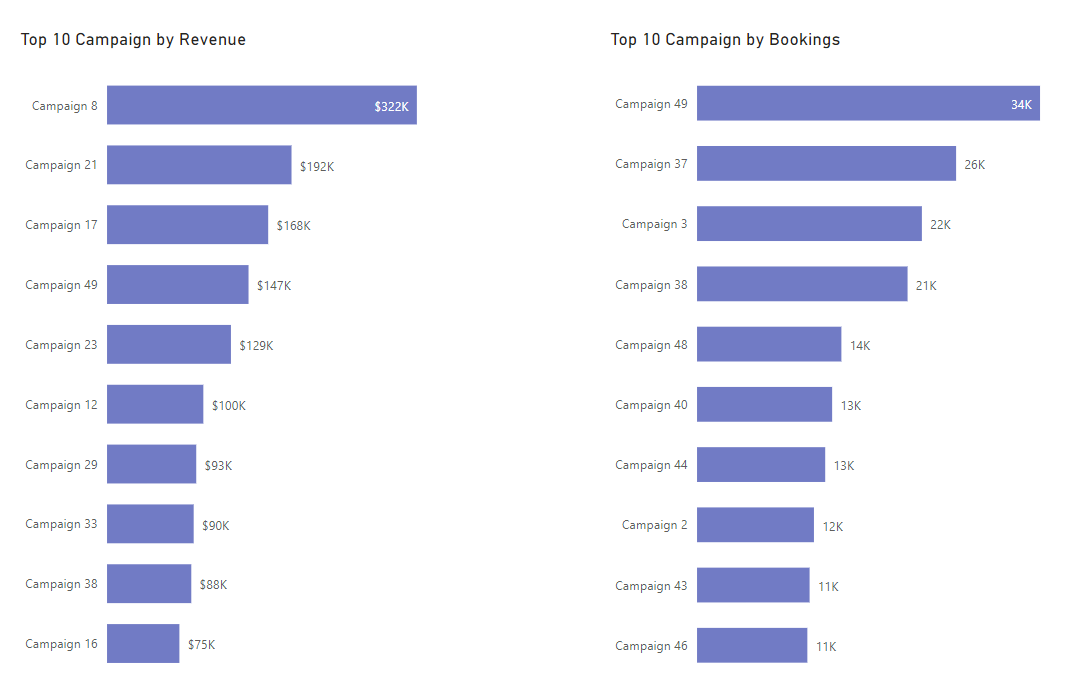 Top 10 Campaign by Revenue
Campaign 8 $322K
Campaign 21 $192K
Campaign 17 $168K
Campaign 49 $147K
Campaign 23 $129K
Campaign 12 $100K
Campaign 29 $93K
Campaign 33 $90K
Campaign 38 $88K
Campaign 16 $75K
Top 10 Campaign by Bookings
Campaign 49 34K
Campaign 37 26K
Campaign 3 22K
Campaign 38 21K
Campaign 48 14K
Campaign 40 13K
Campaign 44 13K
Campaign 2 12K
Campaign 43 11K
Campaign 46 11K